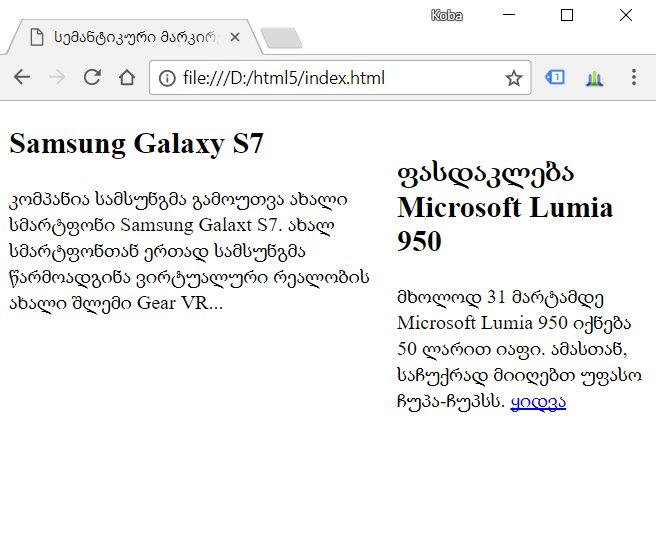 Koba
სემანტიკური მარკირ
file:///D:/html5/index.html
1
Samsung Galaxy S7
კომპანია სამსუნგმა გამოუთვა ახალი
სმარტფონი Samsung Galaxt S7. ახალ
სმარტფონთან ერთად სამსუნგმა
წარმოადგინა ვირტუალური რეალობის
ახალი შლემი Gear VR...
ფასდაკლება
Microsoft Lumia
950
მხოლოდ 31 მარტამდე
Microsoft Lumia 950 იქნება
50 ლარით იაფი. ამასთან,
საჩუქრად მიიღებთ უფასო
ჩუპა-ჩუპსს. ყიდვა